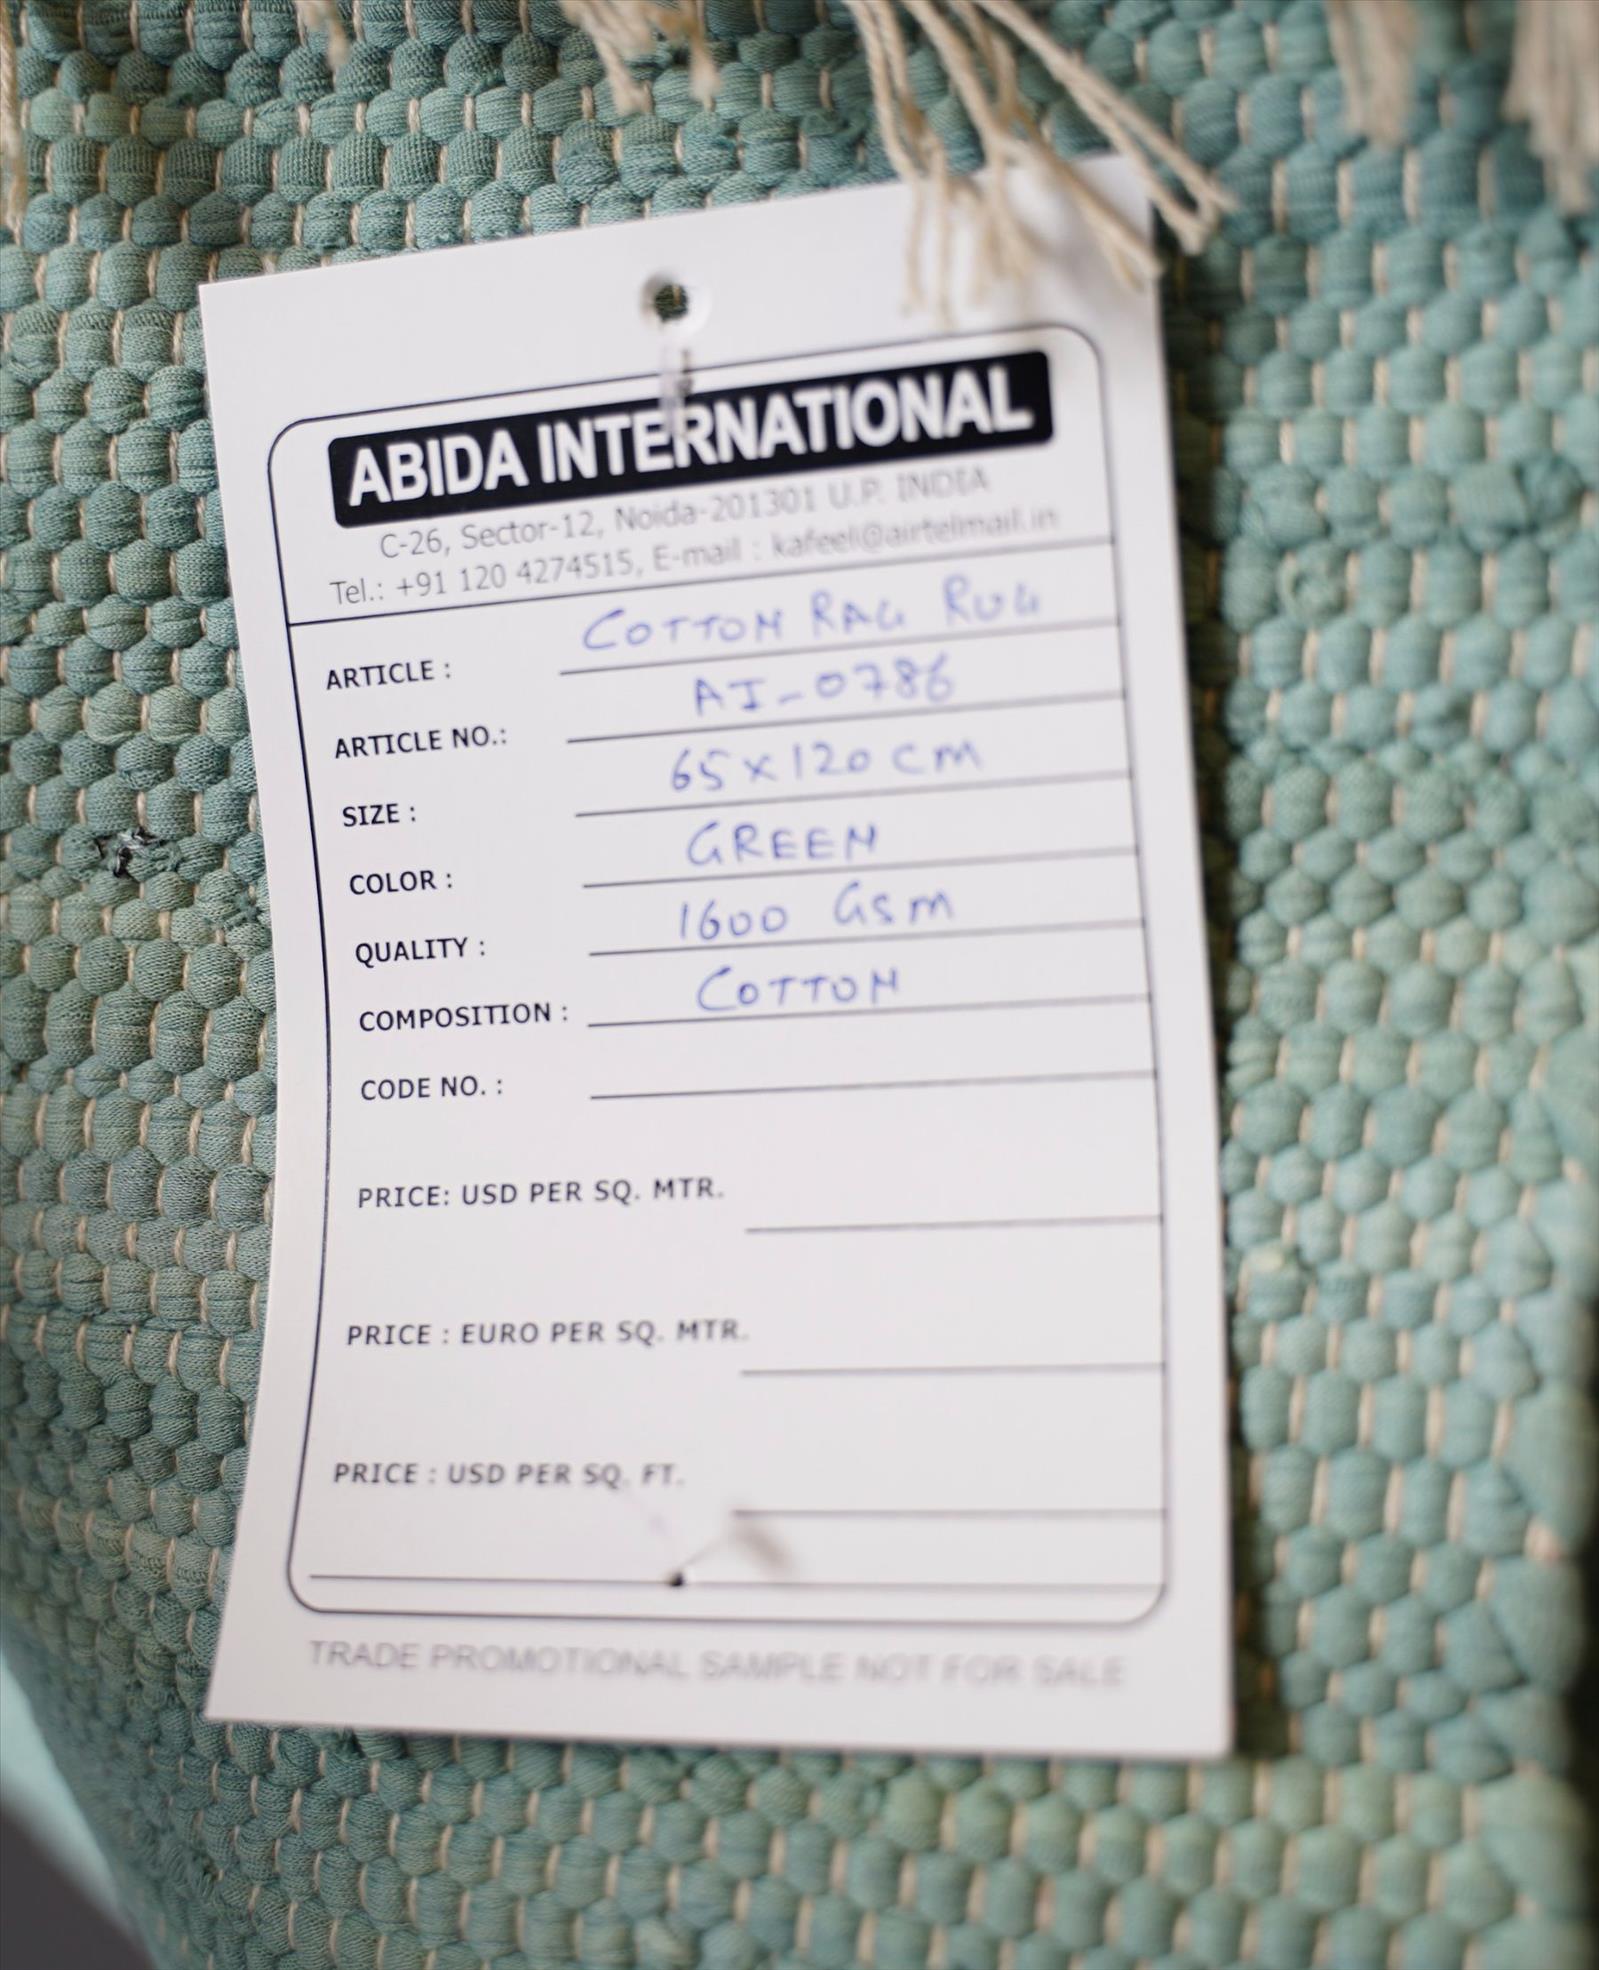 ABIDA INTERNATIONAL
C-26, Sector-12, Noida-201301 U.P. INDIA
Tel.: +91 120 4274515, E-mail : kafeel@airtelmail.in
ARTICLE : COTTON RAG RUG
ARTICLE NO.: AI-0786
SIZE : 65 x 120 CM
COLOR : GREEN
QUALITY : 1600 GSM
COMPOSITION : COTTON
CODE NO. :
PRICE: USD PER SQ. MTR.
PRICE : EURO PER SQ. MTR.
PRICE : USD PER SQ. FT.
TRADE PROMOTIONAL SAMPLE NOT FOR SALE